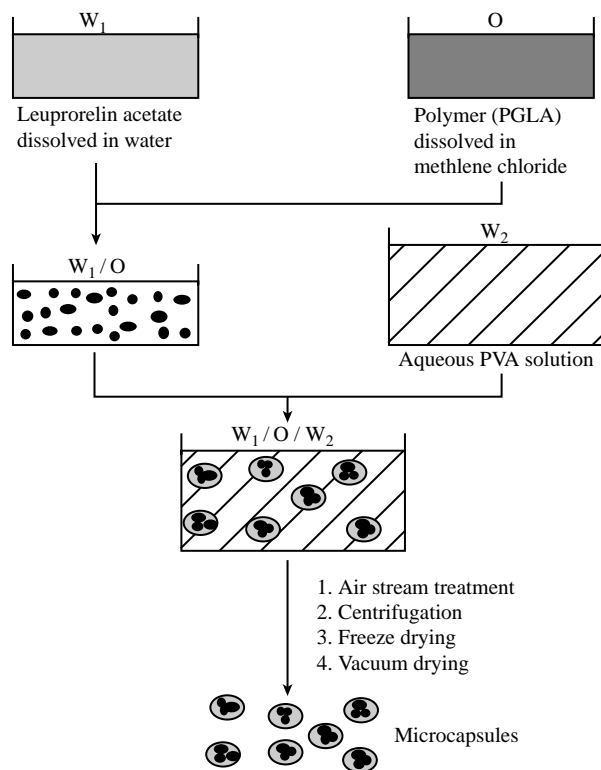 W1
O
Leuprorelin acetate
dissolved in water
Polymer (PGLA)
dissolved in
methlene chloride
W1 / O
W2
Aqueous PVA solution
W1 / O / W2
1. Air stream treatment
2. Centrifugation
3. Freeze drying
4. Vacuum drying
Microcapsules